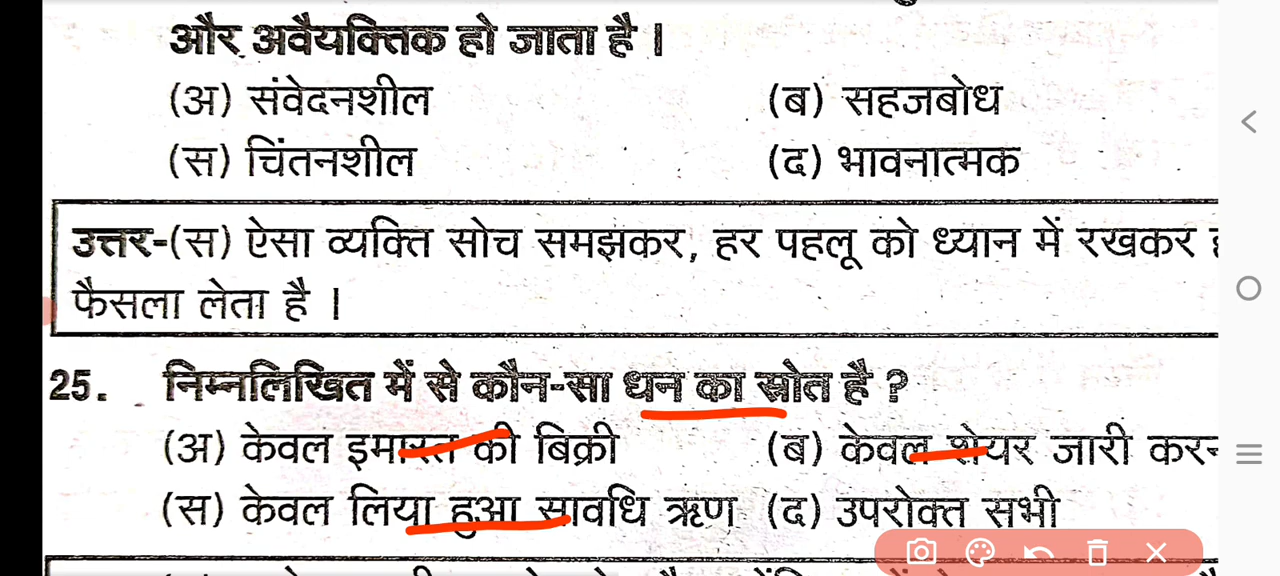 और अवैयक्तिक हो जाता है ।
(अ) संवेदनशील (ब) सहजबोध
(स) चिंतनशील (द) भावनात्मक
उत्तर-(स) ऐसा व्यक्ति सोच समझकर, हर पहलू को ध्यान में रखकर
फैसला लेता है ।
25. निम्नलिखित में से कौन-सा धन का स्रोत है ?
(अ) केवल इमारत की बिक्री (ब) केवल शेयर जारी
(स) केवल लिया हुआ सावधि ऋण (द) उपरोक्त सभी